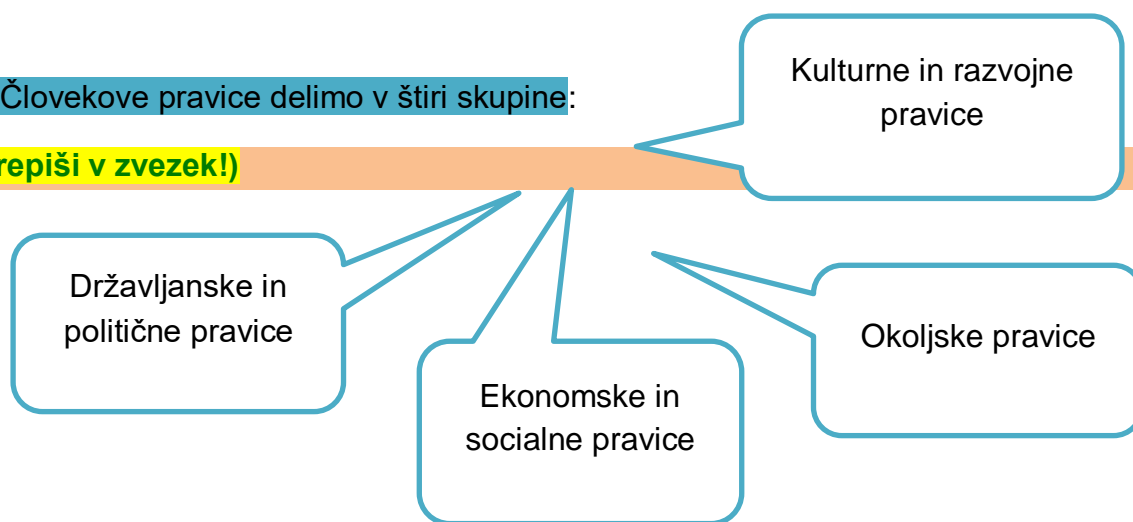 Človekove pravice delimo v štiri skupine:
repiši v zvezek!)
Kulturne in razvojne
pravice
Državljanske in
politične pravice
Ekonomske in
socialne pravice
Okoljske pravice